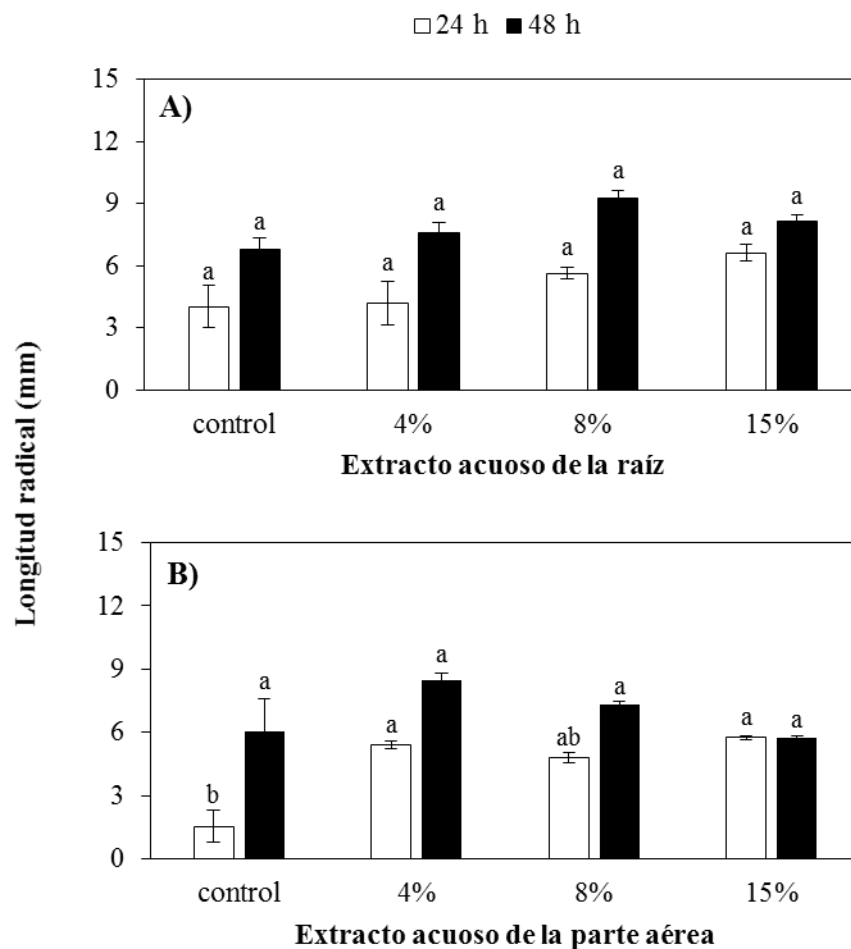 24 h 48 h
A)
15
12
9
6
3
0
a a a a a a a a
control 4% 8% 15%
Extracto acuoso de la raíz
Longitud radical (mm)
B)
15
12
9
6
3
0
b a a a ab a a a
control 4% 8% 15%
Extracto acuoso de la parte aérea